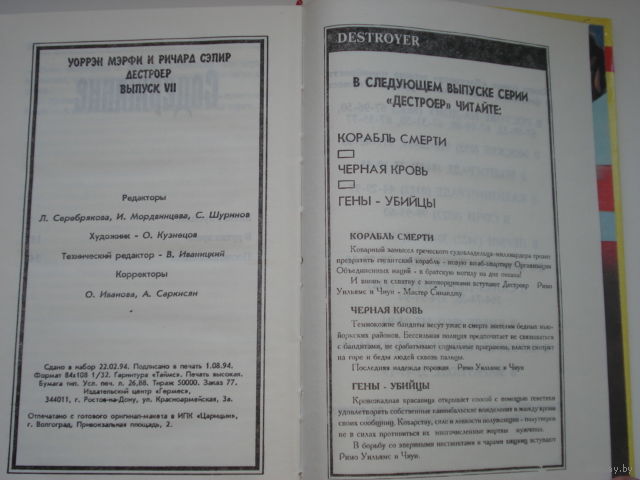 УОРРЭН МЭРФИ И РИЧАРД СЭПИР
ДЕСТРОЕР
ВЫПУСК VII
Редакторы
Л. Серебрякова, И. Мордвинцева, С. Шуринов
Художник - О. Кузнецов
Технический редактор - В. Иваницкий
Корректоры
О. Иванова, А. Саркисян
Сдано в набор 22.02.94. Подписано в печать 1.08.94.
Формат 84х108 1/32. Гарнитура «Таймс». Печать высокая.
Бумага тип. Усл. печ. л. 26,88. Тираж 50000. Заказ 77.
Издательский центр «Гермес».
344011, г. Ростов-на-Дону, ул. Красноармейская, 3а.
Отпечатано с готового оригинал-макета в ИПК «Царицын».
г. Волгоград, Привокзальная площадь, 2.
DESTROYER
В СЛЕДУЮЩЕМ ВЫПУСКЕ СЕРИИ
«ДЕСТРОЕР» ЧИТАЙТЕ:
КОРАБЛЬ СМЕРТИ
ЧЕРНАЯ КРОВЬ
ГЕНЫ - УБИЙЦЫ
КОРАБЛЬ СМЕРТИ
Коварный замысел греческого судовладельца-миллиардера грозит
превратить гигантский корабль - новую штаб-квартиру Организации
Объединенных наций - в братскую могилу на дне океана!
И вновь в схватку с заговорщиками вступают Дестроер Римо
Уильямс и Чиун - Мастер Синанджу
ЧЕРНАЯ КРОВЬ
Темнокожие бандиты несут ужас и смерть жителям бедных нью-
йоркских районов. Бессильная полиция предпочитает не связываться
с бандитами, не срабатывают социальные программы, власти смотрят
на горе и беды людей сквозь пальцы.
Последняя надежда горожан - Римо Уильямс и Чиун.
ГЕНЫ - УБИЙЦЫ
Кровожадная красавица открывает способ с помощью генетики
удовлетворять собственные каннибальские вожделения и жажду крови
своих сообщниц. Коварству, силе и ловкости полуженщин - полутигров
не в силах противиться их многочисленные жертвы - мужчины.
В борьбу со звериными инстинктами и чарами хищниц вступают
Римо Уильямс и Чиун.